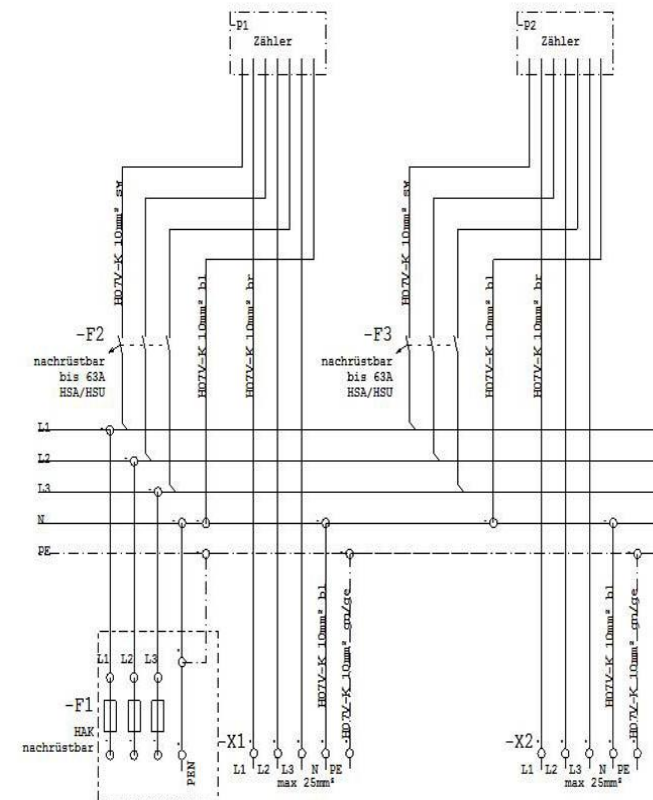 -P1
Zähler
-P2
Zähler
H07V-K 10mm² sw
H07V-K 10mm² bl
H07V-K 10mm² br
H07V-K 10mm² sw
H07V-K 10mm² bl
H07V-K 10mm² br
-F2
nachrüstbar
bis 63A
HSA/HSU
-F3
nachrüstbar
bis 63A
HSA/HSU
L1
L2
L3
N
PE
H07V-K 10mm² bl
H07V-K 10mm² gn/ge
H07V-K 10mm² bl
H07V-K 10mm² gn/ge
L1 L2 L3
-F1
HAK
nachrüstbar
PEN
-X1
L1 L2 L3 N PE
max 25mm²
-X2
L1 L2 L3 N PE
max 25mm²